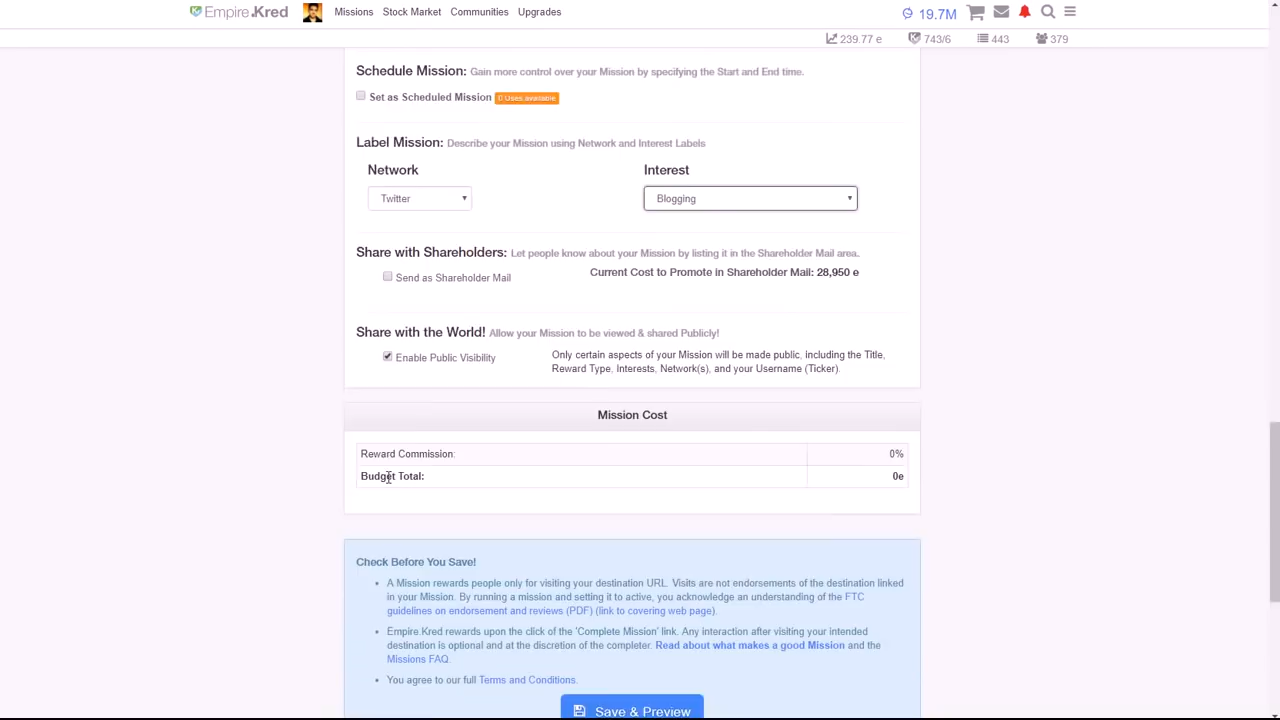 Empire.Kred Missions Stock Market Communities Upgrades 19.7M
239.77 e 743/6 443 379
Schedule Mission: Gain more control over your Mission by specifying the Start and End time.
Set as Scheduled Mission 0 Uses available
Label Mission: Describe your Mission using Network and Interest Labels
Network Interest
Twitter Blogging
Share with Shareholders: Let people know about your Mission by listing it in the Shareholder Mail area.
Send as Shareholder Mail Current Cost to Promote in Shareholder Mail: 28,950 e
Share with the World! Allow your Mission to be viewed & shared Publicly!
Enable Public Visibility Only certain aspects of your Mission will be made public, including the Title,
Reward Type, Interests, Network(s), and your Username (Ticker).
Mission Cost
Reward Commission: 0%
Budget Total: 0e
Check Before You Save!
A Mission rewards people only for visiting your destination URL. Visits are not endorsements of the destination linked
in your Mission. By running a mission and setting it to active, you acknowledge an understanding of the FTC
guidelines on endorsement and reviews (PDF) (link to covering web page).
Empire.Kred rewards upon the click of the 'Complete Mission' link. Any interaction after visiting your intended
destination is optional and at the discretion of the completer. Read about what makes a good Mission and the
Missions FAQ.
You agree to our full Terms and Conditions.
Save & Preview